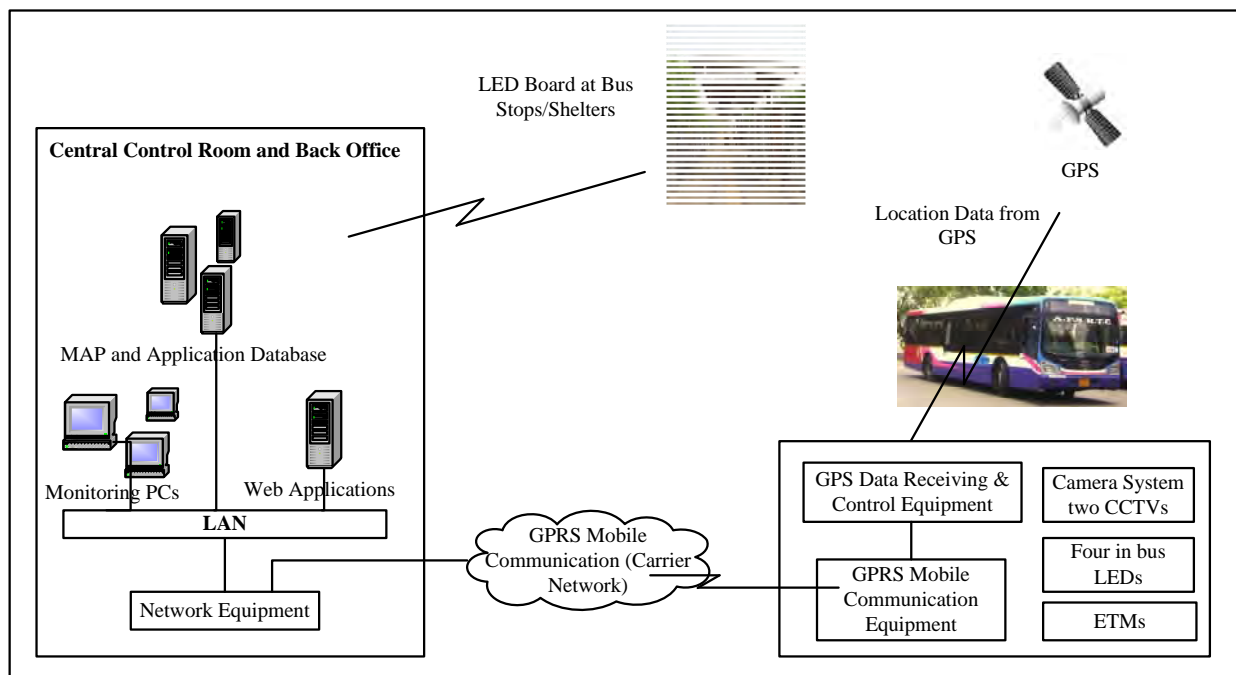 LED Board at Bus
Stops/Shelters
GPS
Central Control Room and Back Office
Location Data from
GPS
A.P.S.R.T.C
MAP and Application Database
Monitoring PCs
Web Applications
LAN
Network Equipment
GPRS Mobile
Communication (Carrier
Network)
GPS Data Receiving &
Control Equipment
GPRS Mobile
Communication
Equipment
Camera System
two CCTVs
Four in bus
LEDs
ETMs